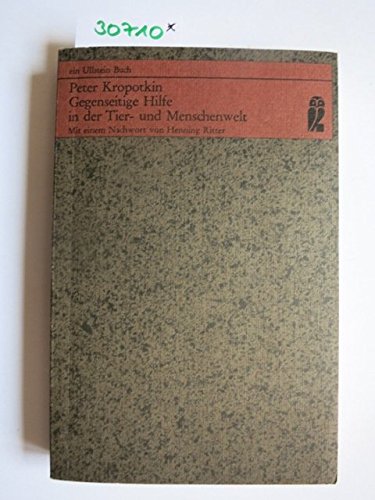 30710 x
ein Ullstein Buch
Peter Kropotkin
Gegenseitige Hilfe
in der Tier- und Menschenwelt
Mit einem Nachwort von Henning Ritter